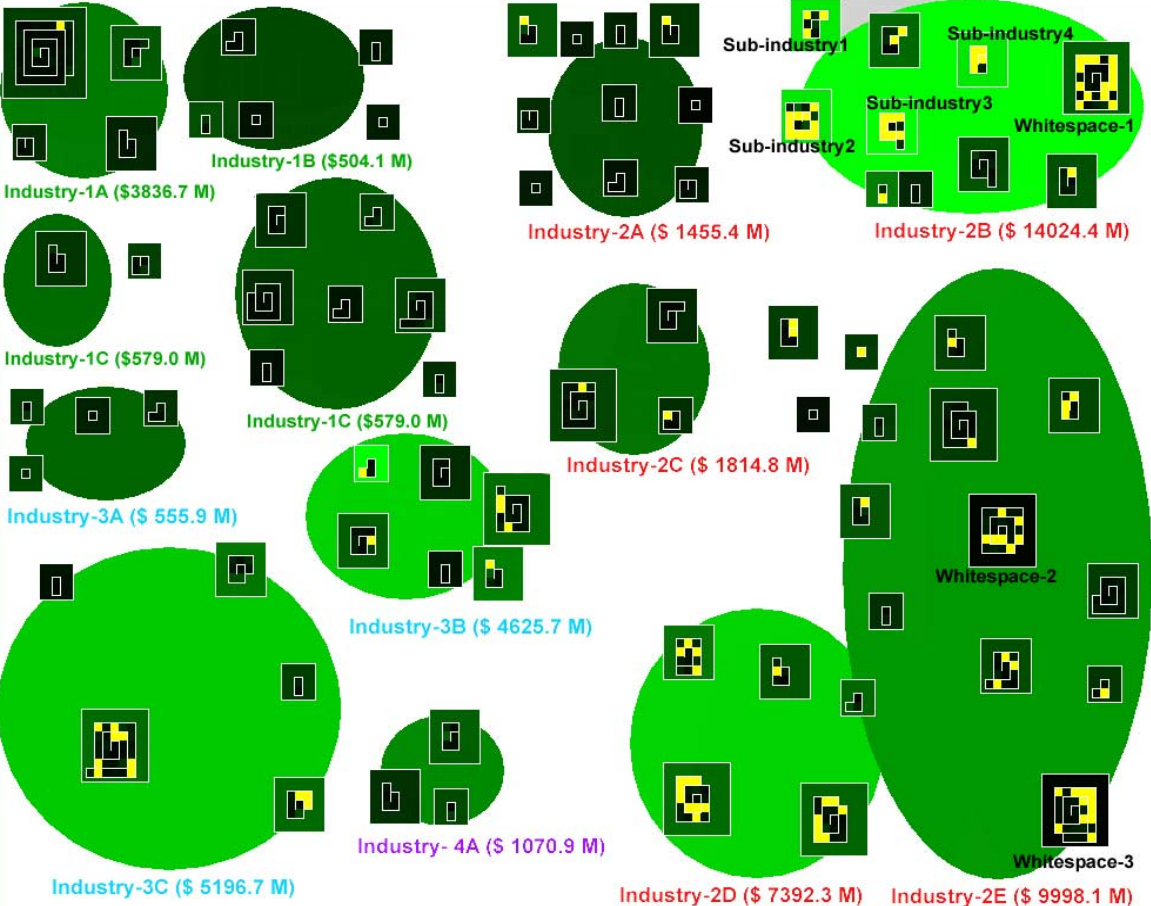 Sub-industry1
Sub-industry4
Sub-industry3
Whitespace-1
Sub-industry2
Industry-1B ($504.1 M)
Industry-1A ($3836.7 M)
Industry-2A ($ 1455.4 M)
Industry-2B ($ 14024.4 M)
Industry-1C ($579.0 M)
Industry-1C ($579.0 M)
Industry-2C ($ 1814.8 M)
Industry-3A ($ 555.9 M)
Whitespace-2
Industry-3B ($ 4625.7 M)
Industry- 4A ($ 1070.9 M)
Whitespace-3
Industry-3C ($ 5196.7 M)
Industry-2D ($ 7392.3 M)
Industry-2E ($ 9998.1 M)